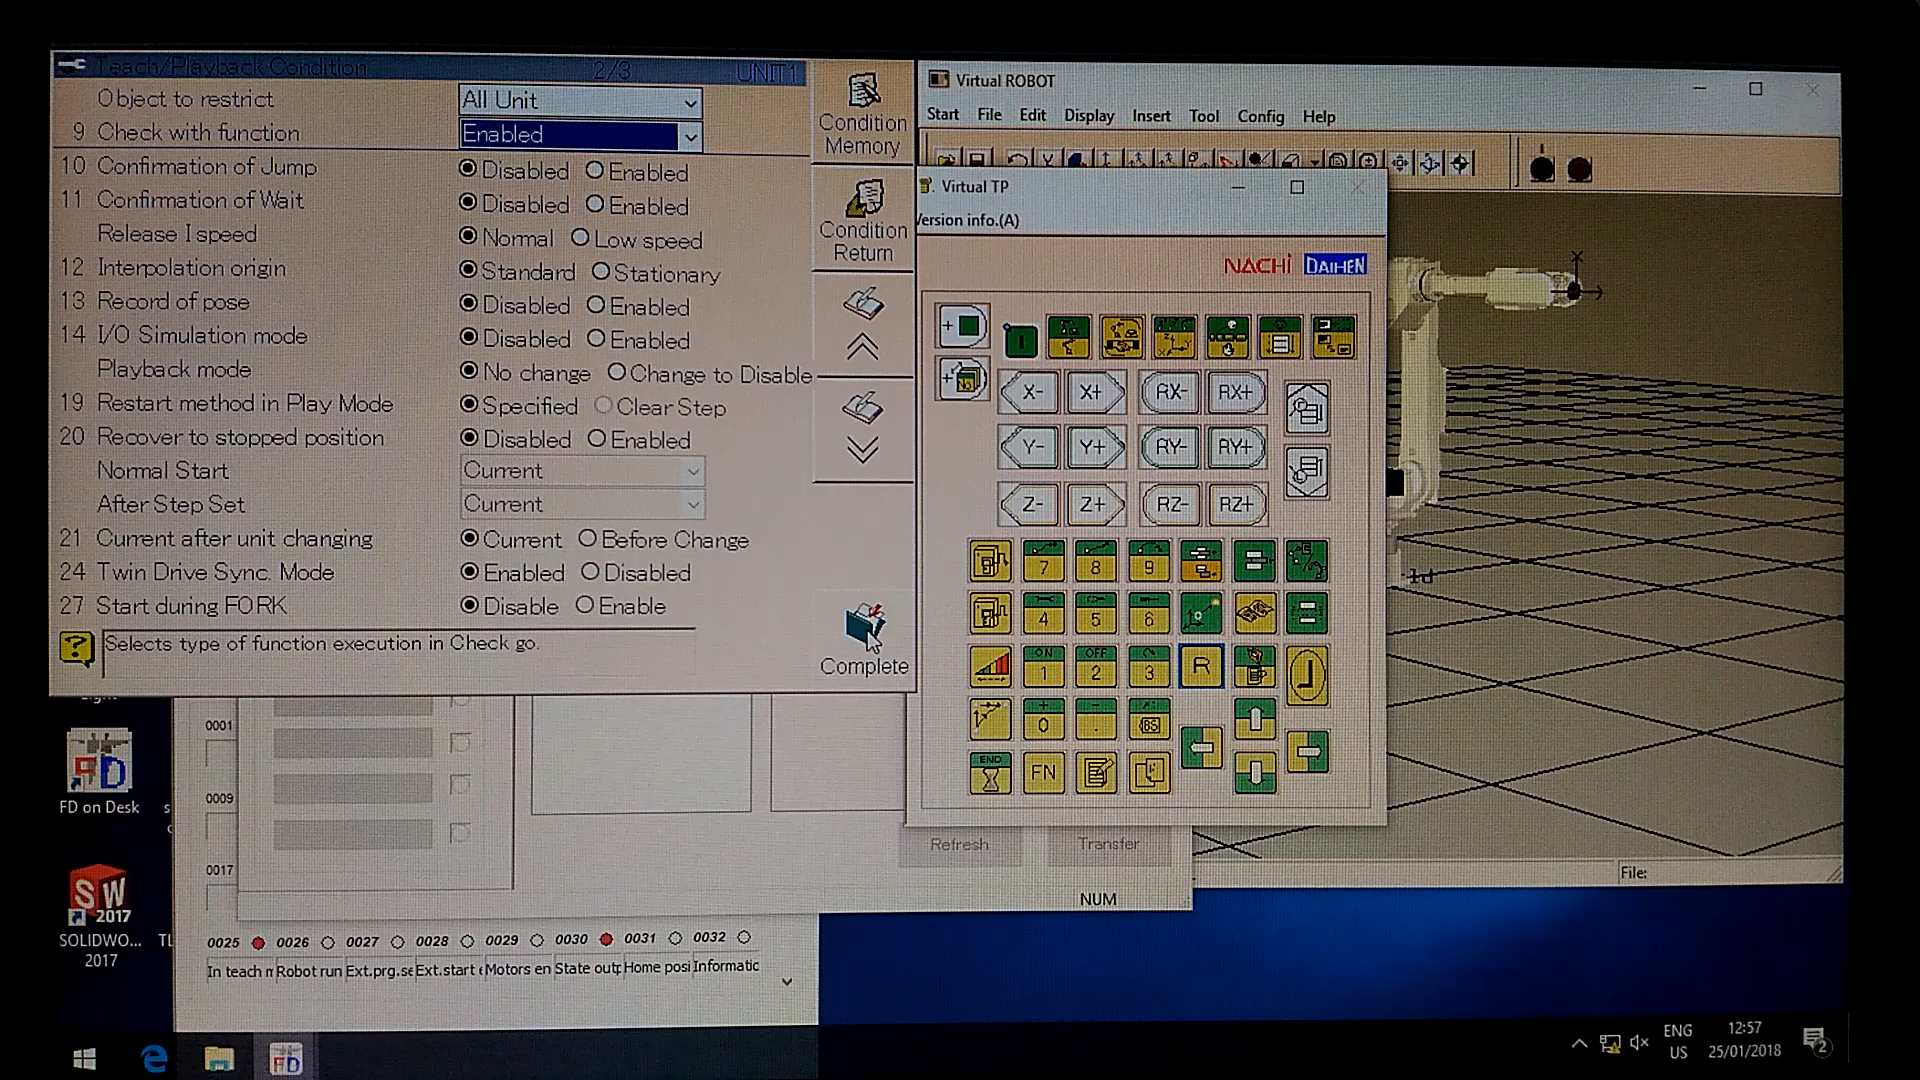 Teach/Playback Condition 2/3 UNIT1
Object to restrict All Unit
9 Check with function Enabled
10 Confirmation of Jump Disabled Enabled
11 Confirmation of Wait Disabled Enabled
Release I speed Normal Low speed
12 Interpolation origin Standard Stationary
13 Record of pose Disabled Enabled
14 I/O Simulation mode Disabled Enabled
Playback mode No change Change to Disable
19 Restart method in Play Mode Specified Clear Step
20 Recover to stopped position Disabled Enabled
Normal Start Current
After Step Set Current
21 Current after unit changing Current Before Change
24 Twin Drive Sync. Mode Enabled Disabled
27 Start during FORK Disable Enable
Selects type of function execution in Check go.
Condition
Memory
Condition
Return
Complete
Virtual ROBOT
Start File Edit Display Insert Tool Config Help
Virtual TP
Version info.(A)
NACHi DAIHEN
X- X+ RX- RX+
Y- Y+ RY- RY+
Z- Z+ RZ- RZ+
7 8 9
4 5 6
ON OFF
1 2 3 R
+ -
0 . BS
END FN
File:
Refresh Transfer
NUM
0001
0009
0017
0025 0026 0027 0028 0029 0030 0031 0032
In teach m Robot run Ext.prg.se Ext.start Motors en State outp Home posi Informatic
FD on Desk
SW
2017
SOLIDWO...
2017
TL
FD
ENG
US
12:57
25/01/2018
2